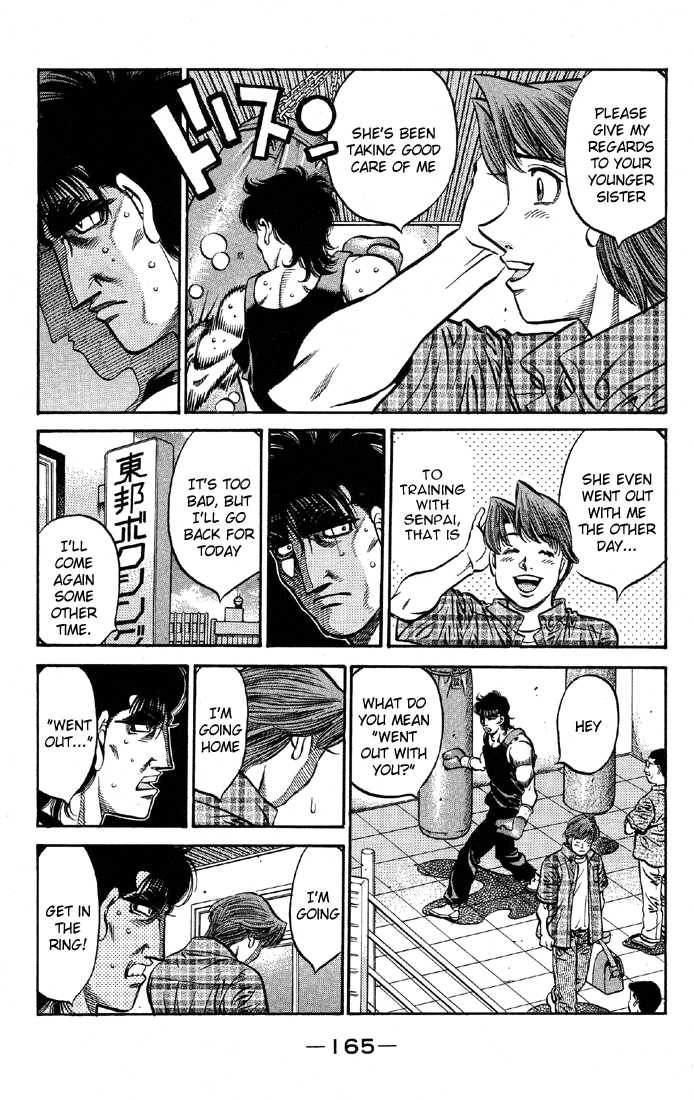 PLEASE
GIVE MY
REGARDS
TO YOUR
YOUNGER
SISTER
SHE'S BEEN
TAKING GOOD
CARE OF ME
ドスン
SHE EVEN
WENT OUT WITH
ME THE OTHER
DAY...
TO
TRAINING
WITH
SENPAI,
THAT IS
IT'S TOO
BAD, BUT
I'LL GO
BACK FOR
TODAY
東邦ボクシング
I'LL
COME
AGAIN
SOME
OTHER
TIME.
HEY
WHAT DO
YOU MEAN
"WENT
OUT WITH
YOU?"
I'M
GOING
HOME
"WENT
OUT..."
I'M
GOING
GET IN
THE
RING!
—165—